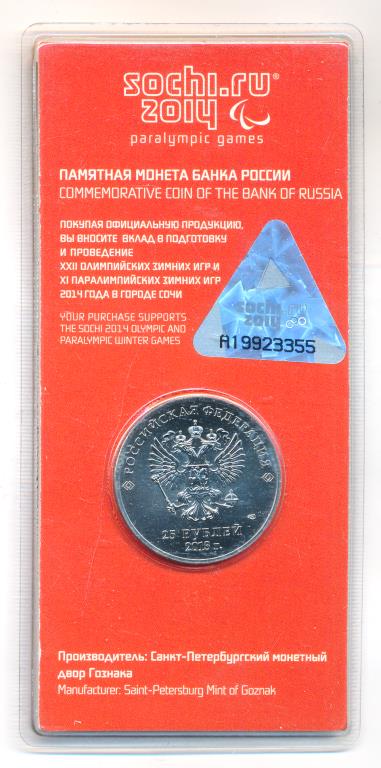 sochi.ru
2014
paralympic games
ПАМЯТНАЯ МОНЕТА БАНКА РОССИИ
COMMEMORATIVE COIN OF THE BANK OF RUSSIA
ПОКУПАЯ ОФИЦИАЛЬНУЮ ПРОДУКЦИЮ,
ВЫ ВНОСИТЕ ВКЛАД В ПОДГОТОВКУ
И ПРОВЕДЕНИЕ
XXII ОЛИМПИЙСКИХ ЗИМНИХ ИГР И
XI ПАРАЛИМПИЙСКИХ ЗИМНИХ ИГР
2014 ГОДА В ГОРОДЕ СОЧИ
YOUR PURCHASE SUPPORTS
THE SOCHI 2014 OLYMPIC AND
PARALYMPIC WINTER GAMES
sochi.ru
2014
A19923355
РОССИЙСКАЯ ФЕДЕРАЦИЯ
25 РУБЛЕЙ
2013 г.
Производитель: Санкт-Петербургский монетный
двор Гознака
Manufacturer: Saint-Petersburg Mint of Goznak